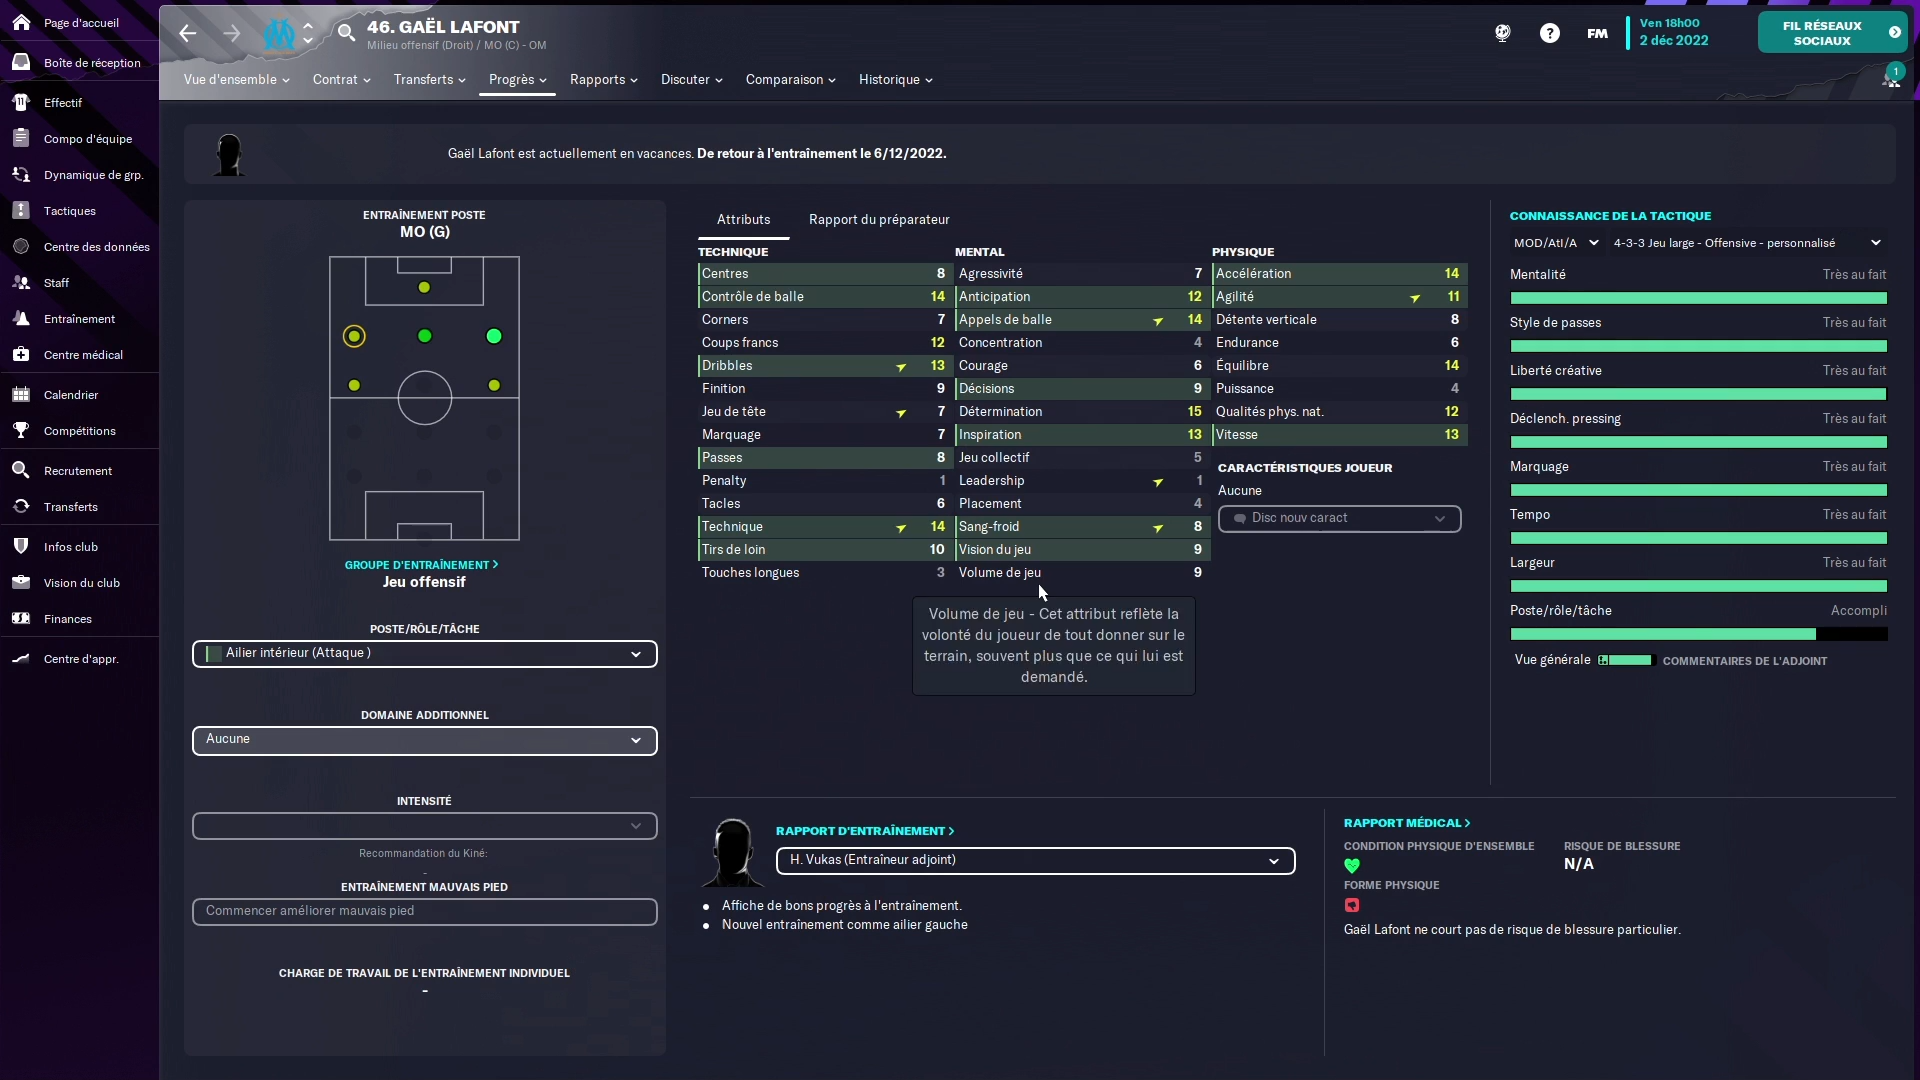 Page d'accueil
Boîte de réception
Effectif
Compo d'équipe
Dynamique de grp.
Tactiques
Centre des données
Staff
Entraînement
Centre médical
Calendrier
Compétitions
Recrutement
Transferts
Infos club
Vision du club
Finances
Centre d'appr.
46. GAËL LAFONT
Milieu offensif (Droit) / MO (C) - OM
FM
Ven 18h00
2 déc 2022
FIL RÉSEAUX
SOCIAUX
1
Vue d'ensemble
Contrat
Transferts
Progrès
Rapports
Discuter
Comparaison
Historique
Gaël Lafont est actuellement en vacances. De retour à l'entraînement le 6/12/2022.
ENTRAÎNEMENT POSTE
MO (G)
GROUPE D'ENTRAÎNEMENT
Jeu offensif
POSTE/RÔLE/TÂCHE
Ailier intérieur (Attaque )
DOMAINE ADDITIONNEL
Aucune
INTENSITÉ
Recommandation du Kiné:
-
ENTRAÎNEMENT MAUVAIS PIED
Commencer améliorer mauvais pied
CHARGE DE TRAVAIL DE L'ENTRAÎNEMENT INDIVIDUEL
-
Attributs
Rapport du préparateur
TECHNIQUE
Centres 8
Contrôle de balle 14
Corners 7
Coups francs 12
Dribbles 13
Finition 9
Jeu de tête 7
Marquage 7
Passes 8
Penalty 1
Tacles 6
Technique 14
Tirs de loin 10
Touches longues 3
MENTAL
Agressivité 7
Anticipation 12
Appels de balle 14
Concentration 4
Courage 6
Décisions 9
Détermination 15
Inspiration 13
Jeu collectif 5
Leadership 1
Placement 4
Sang-froid 8
Vision du jeu 9
Volume de jeu 9
Volume de jeu - Cet attribut reflète la
volonté du joueur de tout donner sur le
terrain, souvent plus que ce qui lui est
demandé.
PHYSIQUE
Accélération 14
Agilité 11
Détente verticale 8
Endurance 6
Équilibre 14
Puissance 4
Qualités phys. nat. 12
Vitesse 13
CARACTÉRISTIQUES JOUEUR
Aucune
Disc nouv caract
CONNAISSANCE DE LA TACTIQUE
MOD/Atl/A
4-3-3 Jeu large - Offensive - personnalisé
Mentalité Très au fait
Style de passes Très au fait
Liberté créative Très au fait
Déclench. pressing Très au fait
Marquage Très au fait
Tempo Très au fait
Largeur Très au fait
Poste/rôle/tâche Accompli
Vue générale
COMMENTAIRES DE L'ADJOINT
RAPPORT D'ENTRAÎNEMENT
H. Vukas (Entraîneur adjoint)
Affiche de bons progrès à l'entraînement.
Nouvel entraînement comme ailier gauche
RAPPORT MÉDICAL
CONDITION PHYSIQUE D'ENSEMBLE
RISQUE DE BLESSURE
N/A
FORME PHYSIQUE
Gaël Lafont ne court pas de risque de blessure particulier.